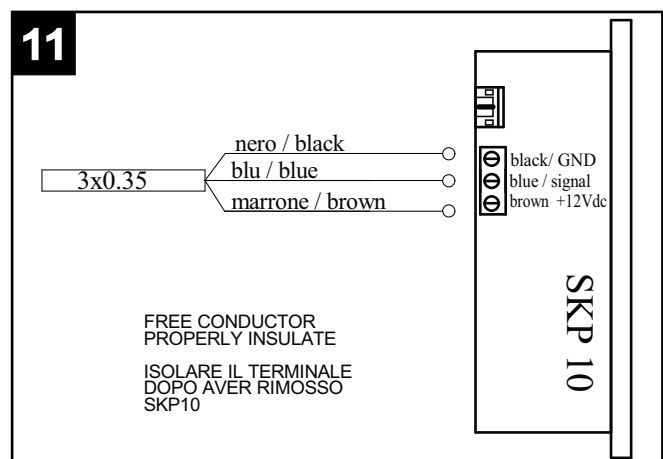 11
nero / black
blu / blue
3x0.35
marrone / brown
black/ GND
blue / signal
brown +12Vdc
SKP 10
FREE CONDUCTOR
PROPERLY INSULATE
ISOLARE IL TERMINALE
DOPO AVER RIMOSSO
SKP10